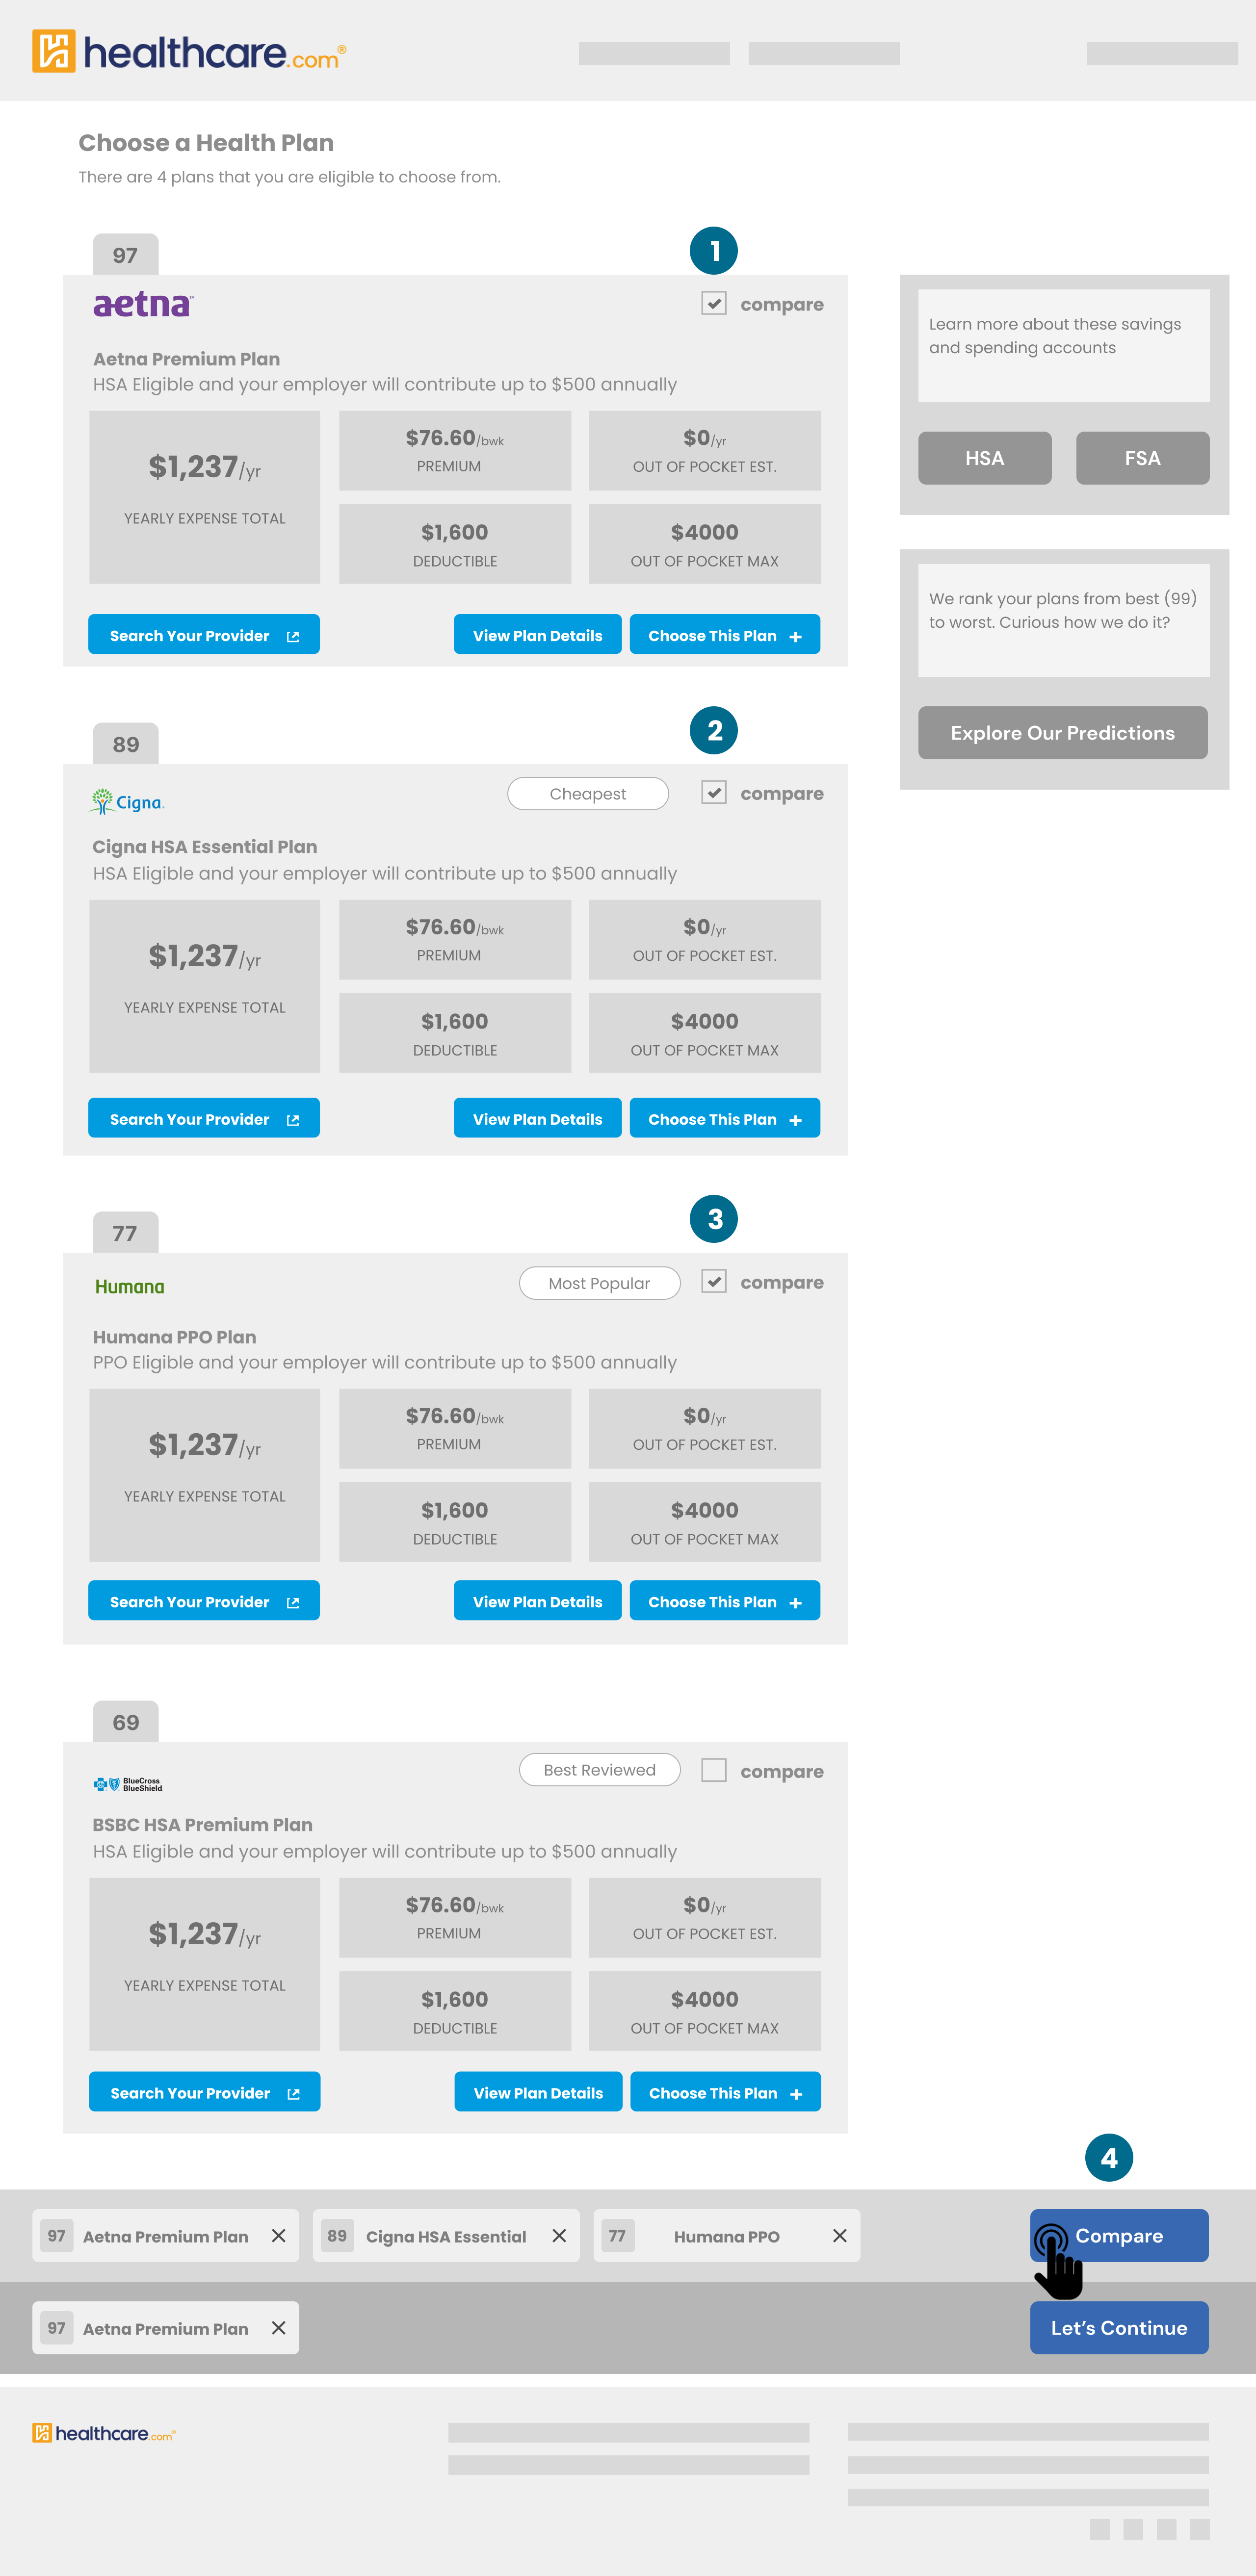 healthcare.com®
Choose a Health Plan
There are 4 plans that you are eligible to choose from.
97
1
aetna™
compare
Aetna Premium Plan
HSA Eligible and your employer will contribute up to $500 annually
$1,237/yr
YEARLY EXPENSE TOTAL
$76.60/bwk
PREMIUM
$0/yr
OUT OF POCKET EST.
$1,600
DEDUCTIBLE
$4000
OUT OF POCKET MAX
Search Your Provider
View Plan Details
Choose This Plan +
Learn more about these savings
and spending accounts
HSA
FSA
We rank your plans from best (99)
to worst. Curious how we do it?
Explore Our Predictions
89
2
Cigna.
Cheapest
compare
Cigna HSA Essential Plan
HSA Eligible and your employer will contribute up to $500 annually
$1,237/yr
YEARLY EXPENSE TOTAL
$76.60/bwk
PREMIUM
$0/yr
OUT OF POCKET EST.
$1,600
DEDUCTIBLE
$4000
OUT OF POCKET MAX
Search Your Provider
View Plan Details
Choose This Plan +
77
3
Humana
Most Popular
compare
Humana PPO Plan
PPO Eligible and your employer will contribute up to $500 annually
$1,237/yr
YEARLY EXPENSE TOTAL
$76.60/bwk
PREMIUM
$0/yr
OUT OF POCKET EST.
$1,600
DEDUCTIBLE
$4000
OUT OF POCKET MAX
Search Your Provider
View Plan Details
Choose This Plan +
69
BlueCross
BlueShield
Best Reviewed
compare
BSBC HSA Premium Plan
HSA Eligible and your employer will contribute up to $500 annually
$1,237/yr
YEARLY EXPENSE TOTAL
$76.60/bwk
PREMIUM
$0/yr
OUT OF POCKET EST.
$1,600
DEDUCTIBLE
$4000
OUT OF POCKET MAX
Search Your Provider
View Plan Details
Choose This Plan +
4
97 Aetna Premium Plan
89 Cigna HSA Essential
77 Humana PPO
Compare
97 Aetna Premium Plan
Let's Continue
healthcare.com®